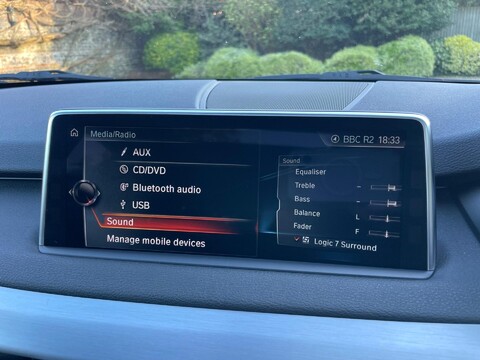 Media/Radio
BBC R2 18:33
AUX
CD/DVD
Bluetooth audio
USB
Sound
Manage mobile devices
Sound
Equaliser
Treble
Bass
Balance L
Fader F
Logic 7 Surround